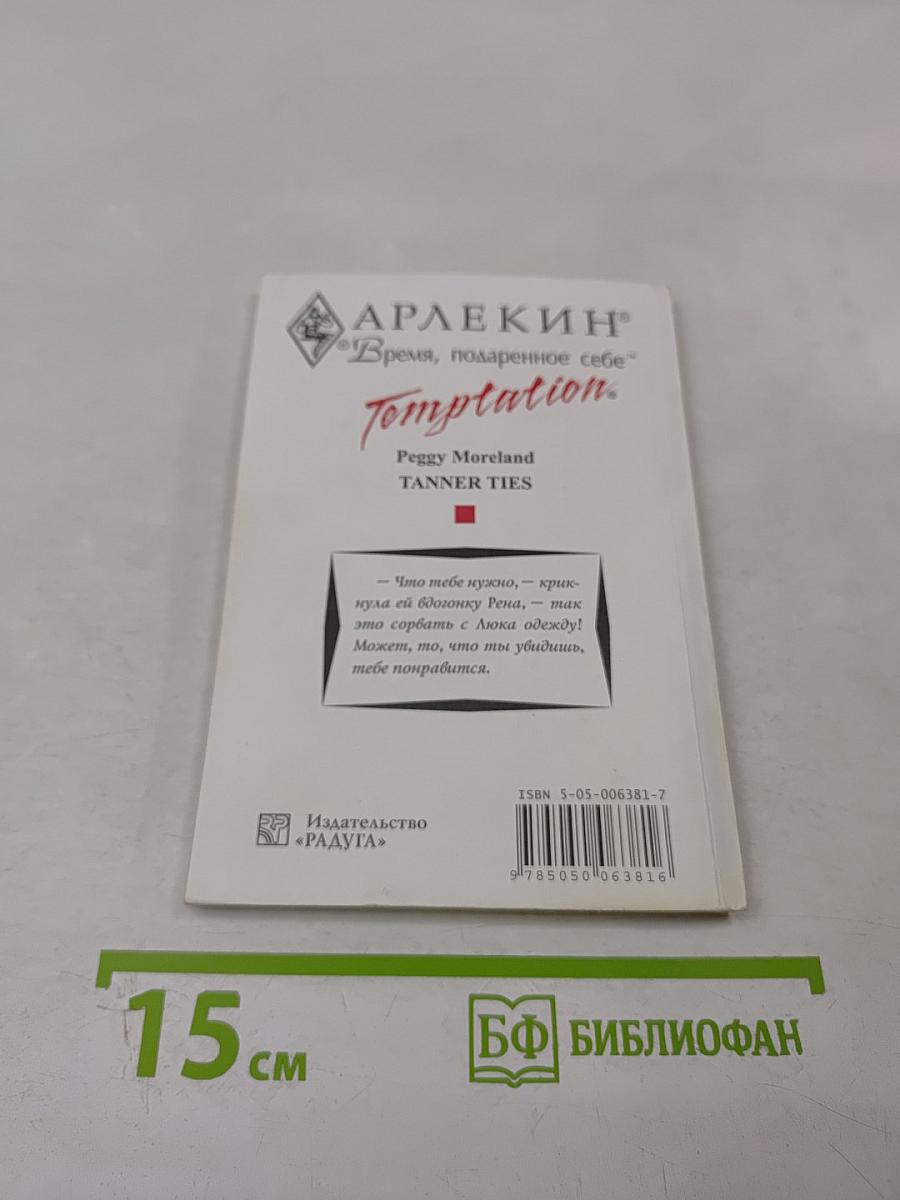 АРЛЕКИН®
®Время, подаренное себе™
Temptation®
Peggy Moreland
TANNER TIES
— Что тебе нужно, — крик-
нула ей вдогонку Рена, — так
это сорвать с Люка одежду!
Может, то, что ты увидишь,
тебе понравится.
ISBN 5-05-006381-7
Издательство
«РАДУГА»
9 785050 063816
15 см
БФ БИБЛИОФАН